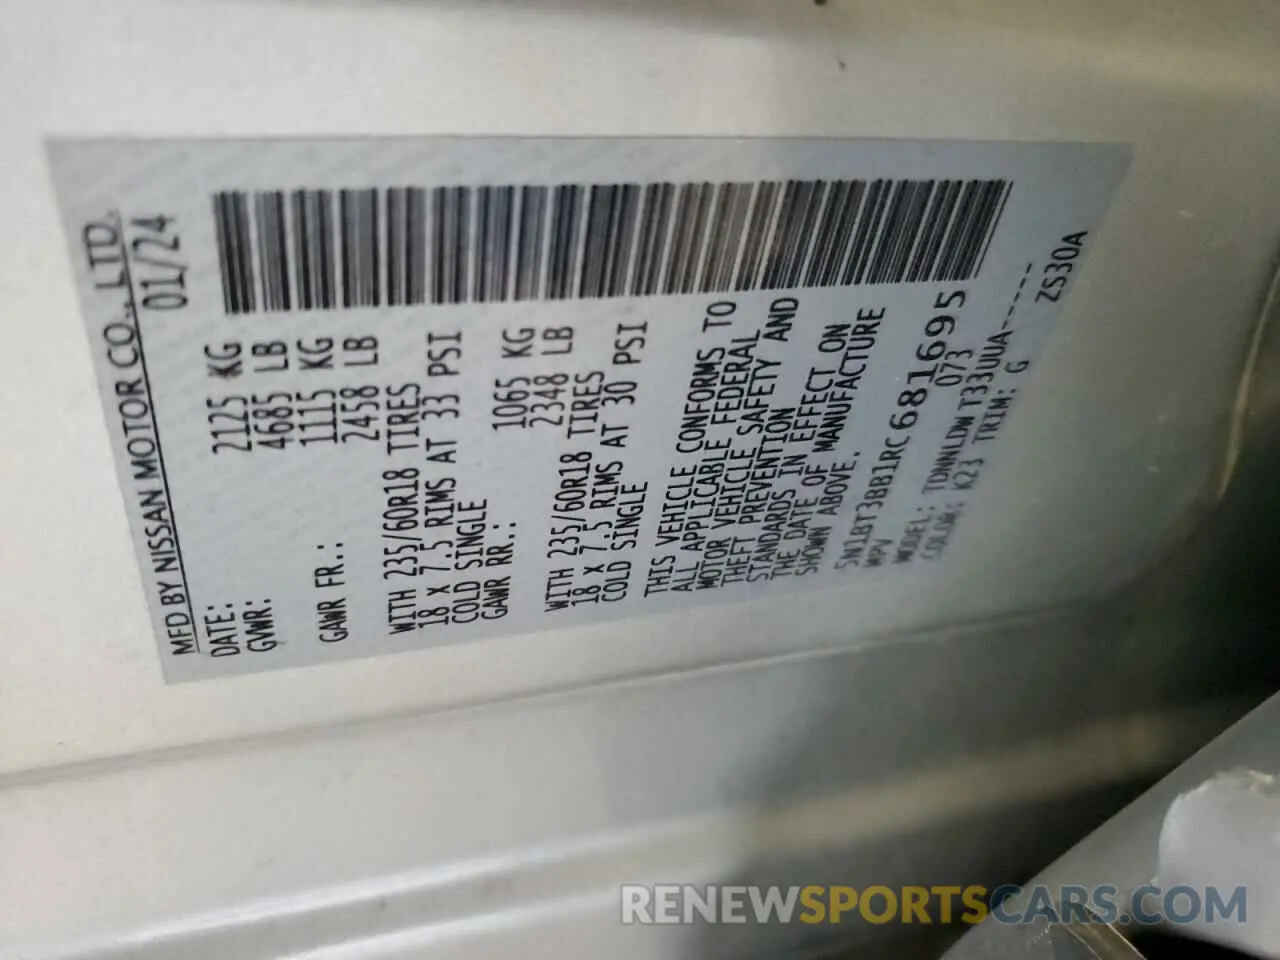 MFD BY NISSAN MOTOR CO., LTD.
DATE: 01/24
GVWR: 2125 KG
4685 LB
GAWR FR.: 1115 KG
2458 LB
WITH 235/60R18 TIRES
18 X 7.5 RIMS AT 33 PSI
COLD SINGLE
GAWR RR.: 1065 KG
2348 LB
WITH 235/60R18 TIRES
18 X 7.5 RIMS AT 30 PSI
COLD SINGLE
THIS VEHICLE CONFORMS TO
ALL APPLICABLE FEDERAL
MOTOR VEHICLE SAFETY AND
THEFT PREVENTION
STANDARDS IN EFFECT ON
THE DATE OF MANUFACTURE
SHOWN ABOVE.
5N1BT3BB1RC681695
MPV 073
MODEL: TDNNLDW T33UUA-----
COLOR: K23 TRIM: G ZS30A
RENEWSPORTSCARS.COM